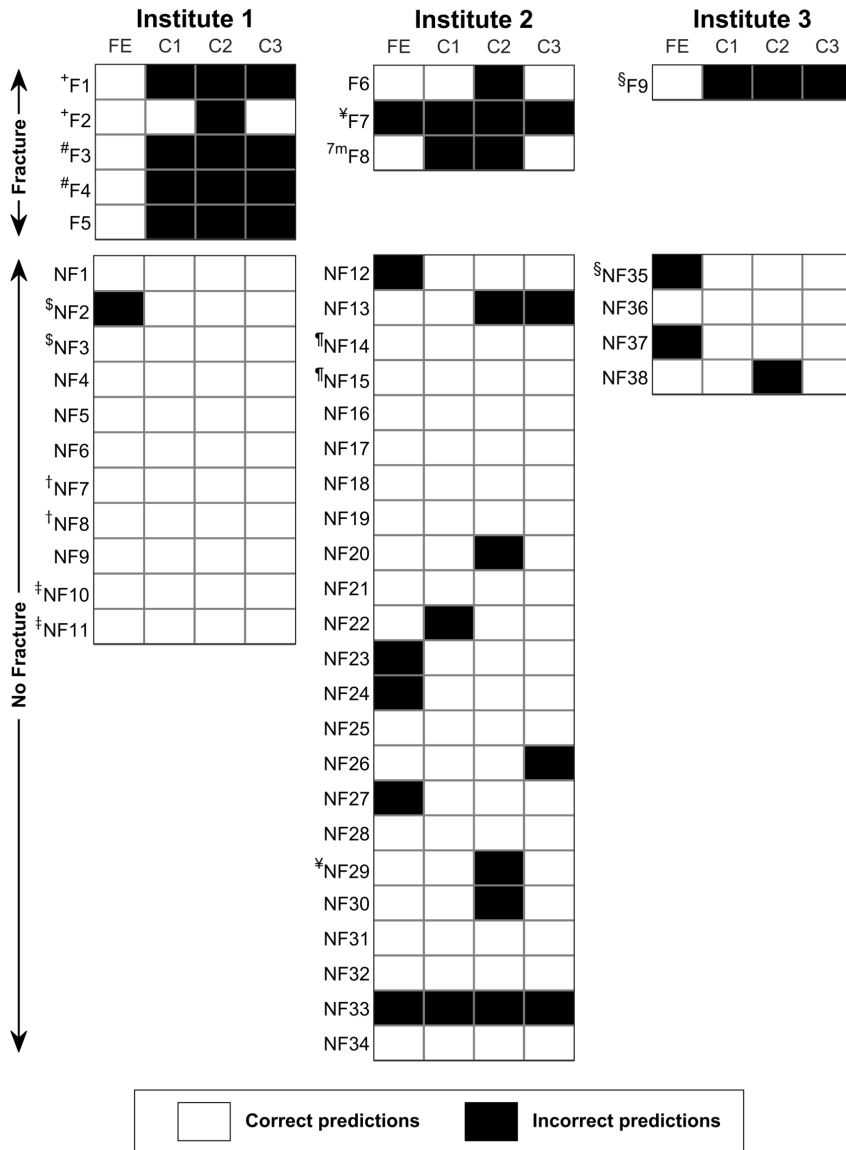 Institute 1
Institute 2
Institute 3
FE C1 C2 C3
FE C1 C2 C3
FE C1 C2 C3
Fracture
+F1
+F2
#F3
#F4
F5
F6
¥F7
7mF8
§F9
No Fracture
NF1
$NF2
$NF3
NF4
NF5
NF6
†NF7
†NF8
NF9
‡NF10
‡NF11
NF12
NF13
¶NF14
¶NF15
NF16
NF17
NF18
NF19
NF20
NF21
NF22
NF23
NF24
NF25
NF26
NF27
NF28
¥NF29
NF30
NF31
NF32
NF33
NF34
§NF35
NF36
NF37
NF38
Correct predictions
Incorrect predictions